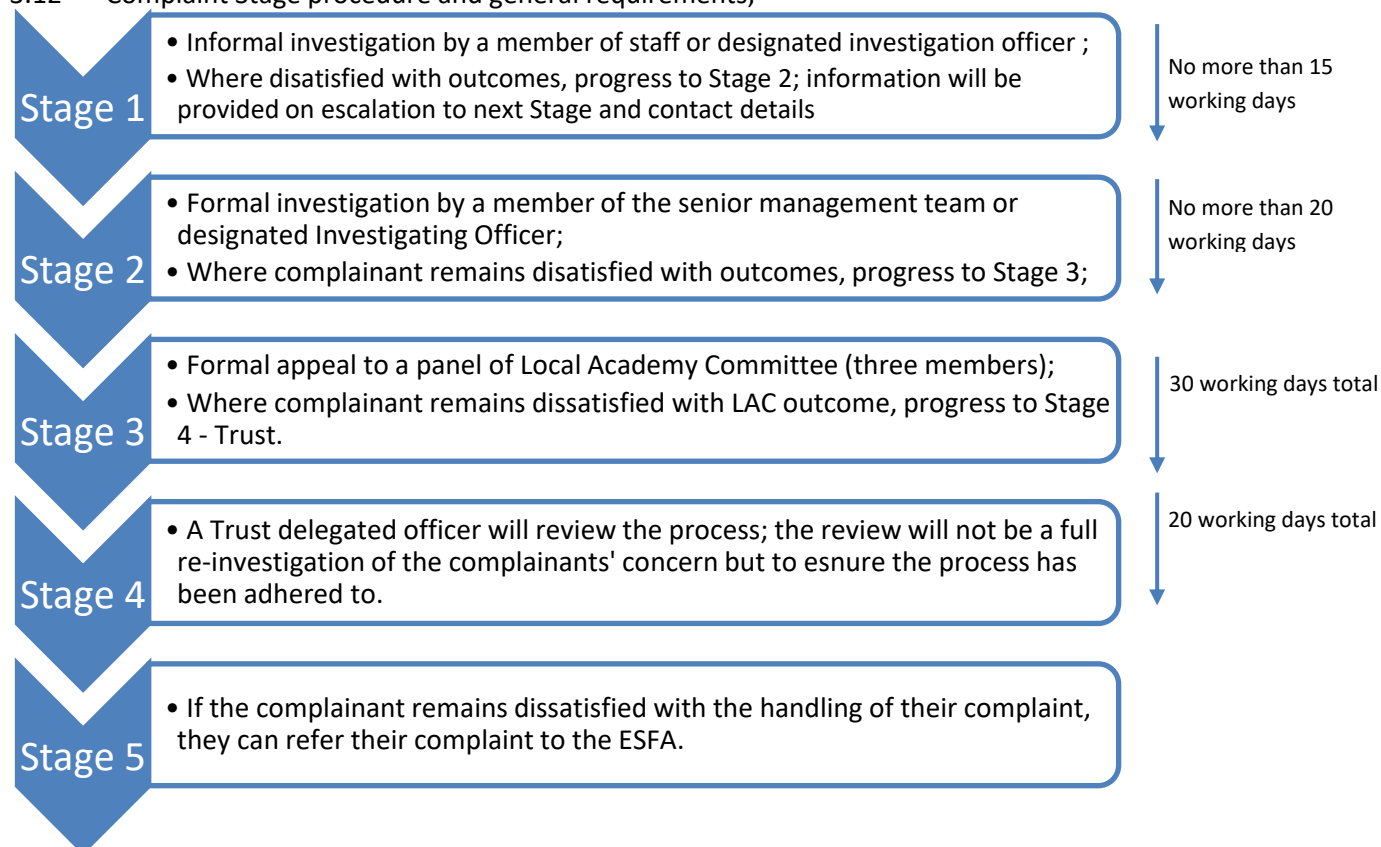 Complaint Stage procedure and general requirements;
Stage 1
• Informal investigation by a member of staff or designated investigation officer ;
• Where disatisfied with outcomes, progress to Stage 2; information will be
provided on escalation to next Stage and contact details
No more than 15
working days
Stage 2
• Formal investigation by a member of the senior management team or
designated Investigating Officer;
• Where complainant remains disatisfied with outcomes, progress to Stage 3;
No more than 20
working days
Stage 3
• Formal appeal to a panel of Local Academy Committee (three members);
• Where complainant remains dissatisfied with LAC outcome, progress to Stage
4 - Trust.
30 working days total
Stage 4
• A Trust delegated officer will review the process; the review will not be a full
re-investigation of the complainants' concern but to esnure the process has
been adhered to.
20 working days total
Stage 5
• If the complainant remains dissatisfied with the handling of their complaint,
they can refer their complaint to the ESFA.